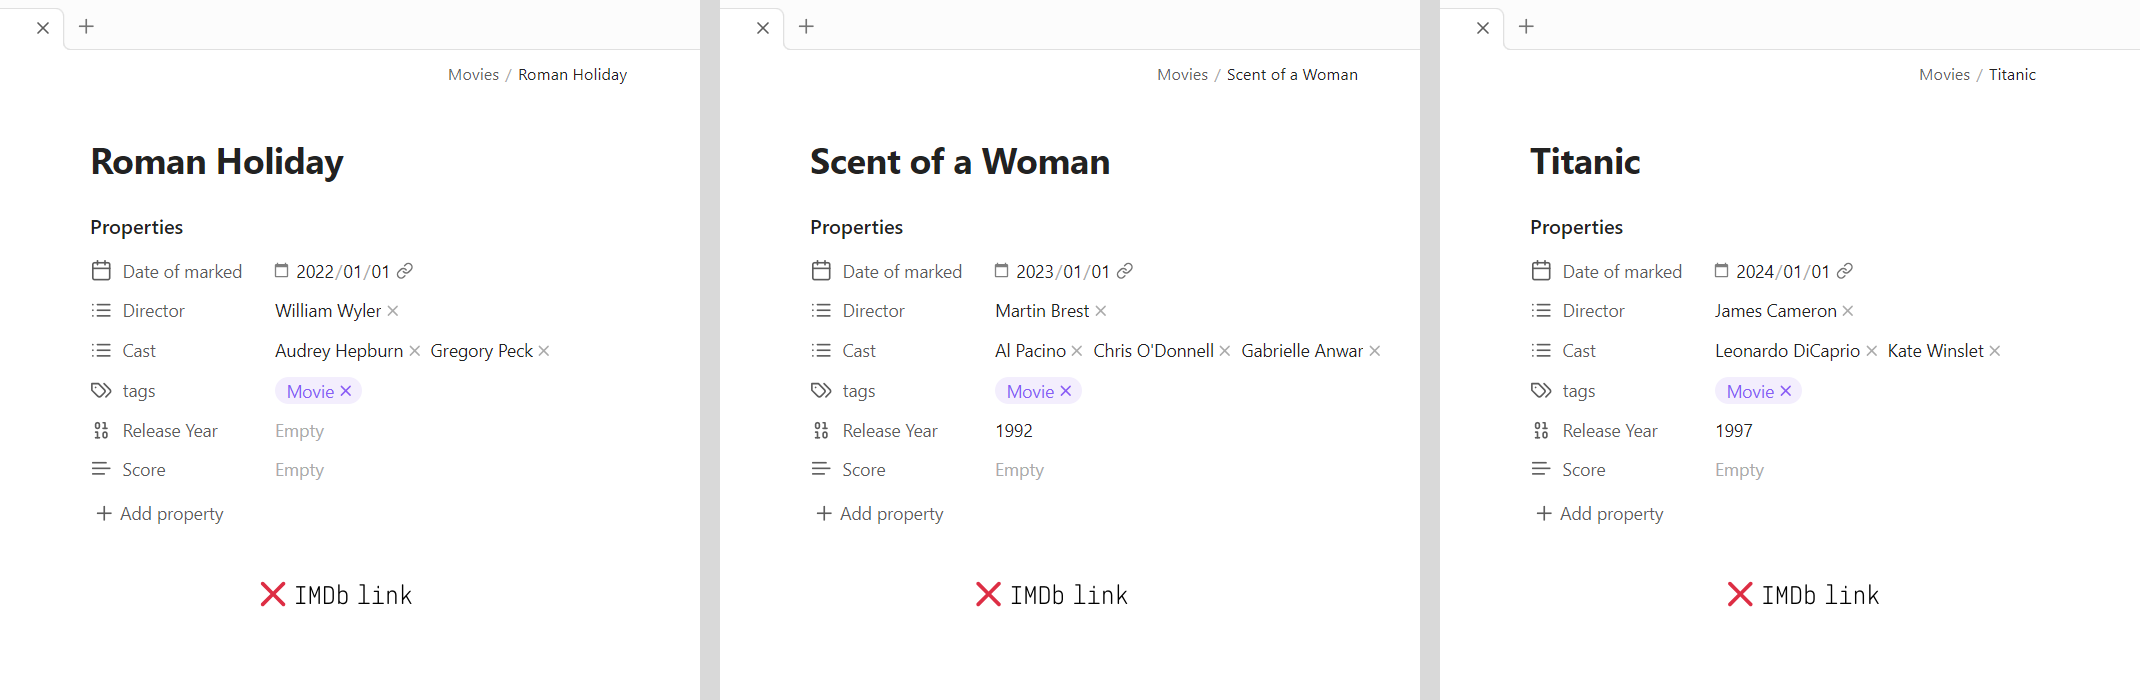 Movies / Roman Holiday
Roman Holiday
Properties
Date of marked 2022/01/01
Director William Wyler
Cast Audrey Hepburn Gregory Peck
tags Movie
Release Year Empty
Score Empty
Add property
IMDb link
Movies / Scent of a Woman
Scent of a Woman
Properties
Date of marked 2023/01/01
Director Martin Brest
Cast Al Pacino Chris O'Donnell Gabrielle Anwar
tags Movie
Release Year 1992
Score Empty
Add property
IMDb link
Movies / Titanic
Titanic
Properties
Date of marked 2024/01/01
Director James Cameron
Cast Leonardo DiCaprio Kate Winslet
tags Movie
Release Year 1997
Score Empty
Add property
IMDb link